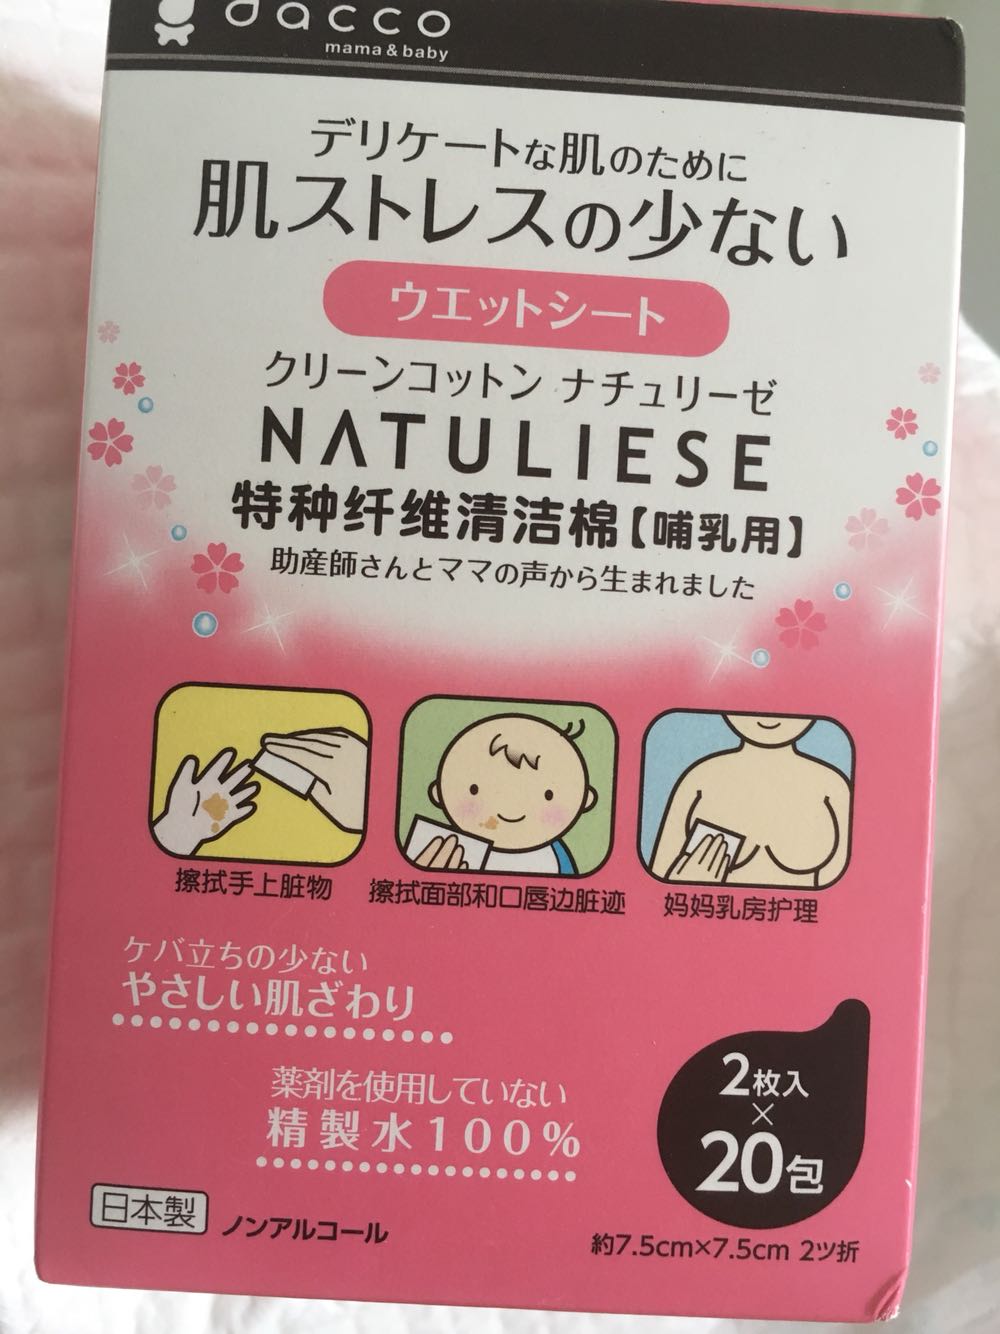 dacco
mama & baby
デリケートな肌のために
肌ストレスの少ない
ウエットシート
クリーンコットン ナチュリーゼ
NATULIESE
特种纤维清洁棉【哺乳用】
助産師さんとママの声から生まれました
擦拭手上脏物
擦拭面部和口唇边脏迹
妈妈乳房护理
ケバ立ちの少ない
やさしい肌ざわり
薬剤を使用していない
精製水100%
2枚入
×
20包
日本製
ノンアルコール
約7.5cm×7.5cm 2ツ折